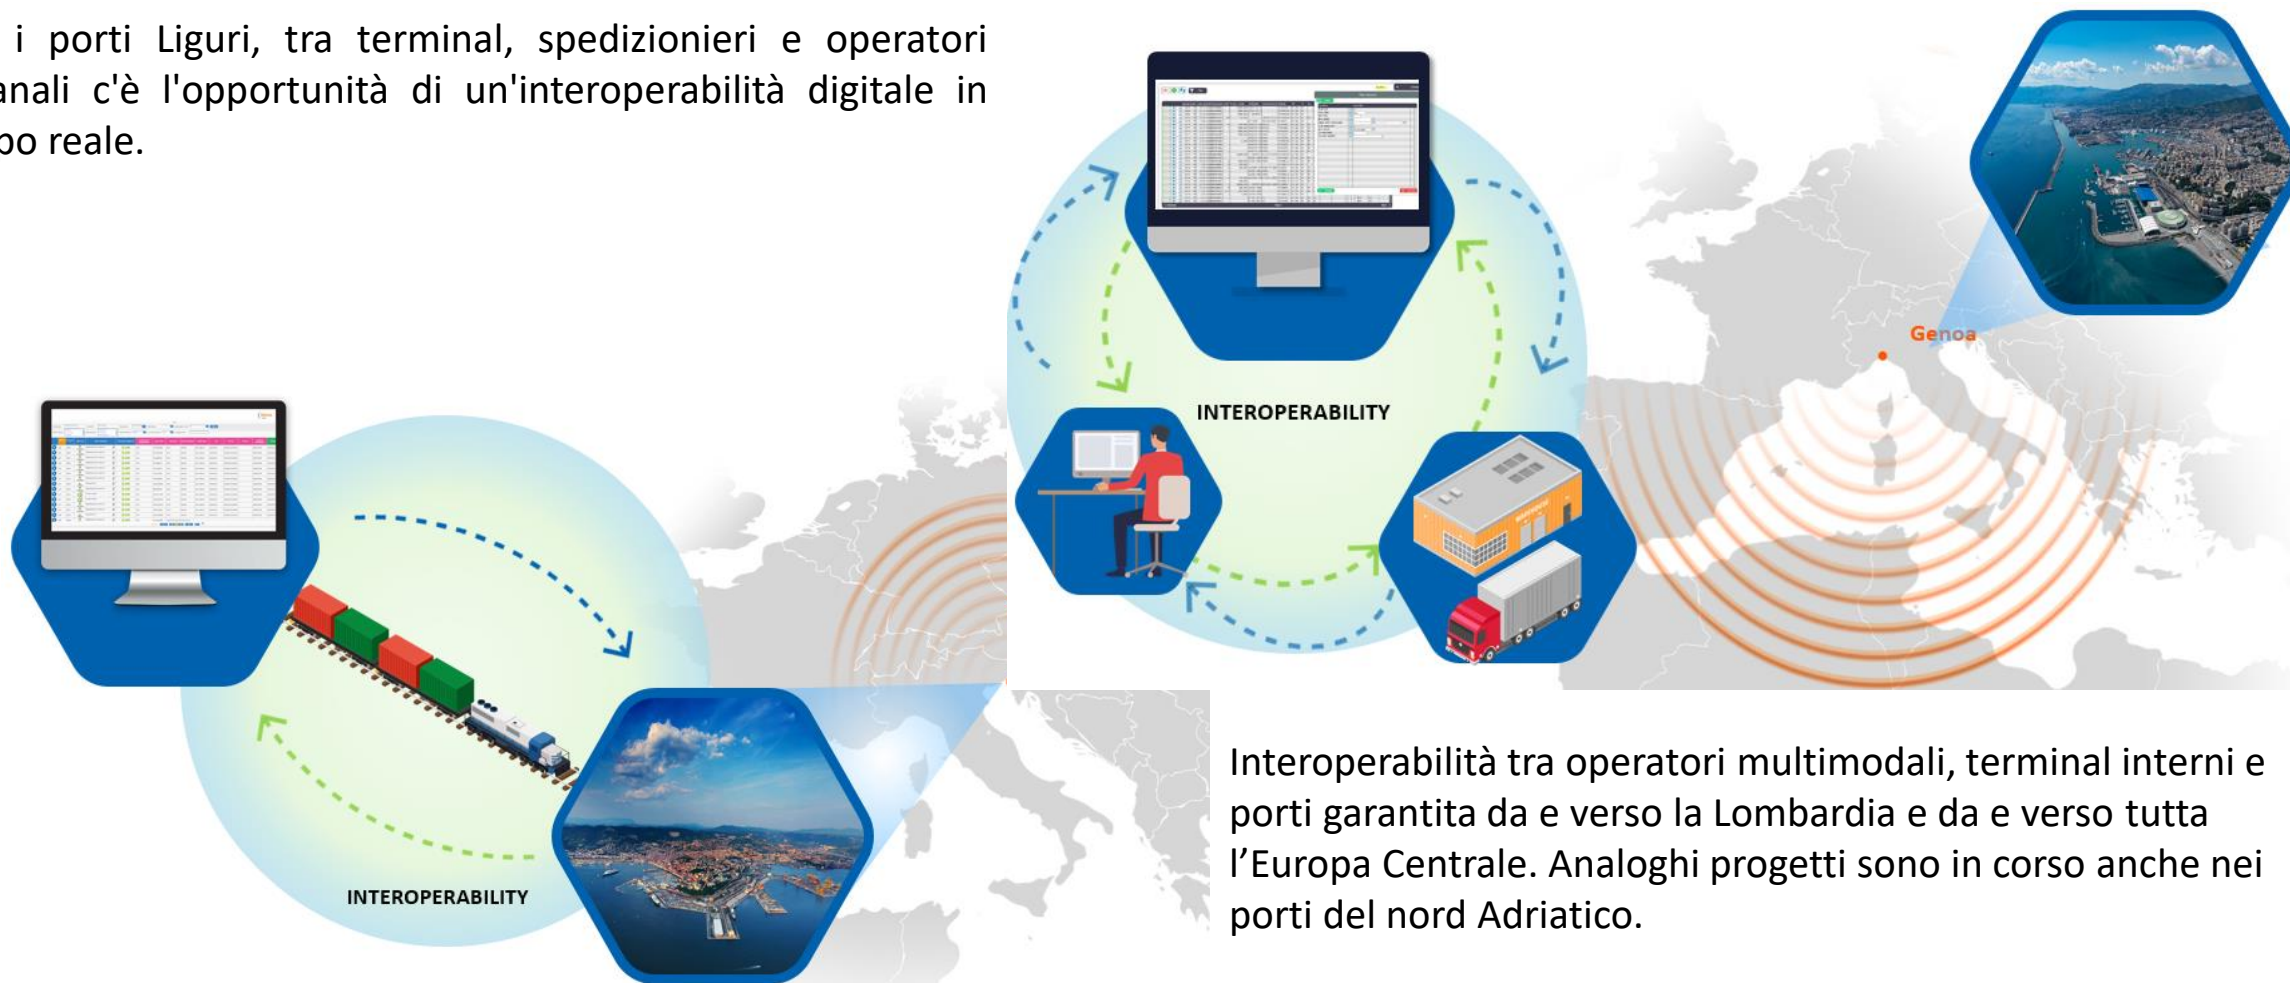 i porti Liguri, tra terminal, spedizionieri e operatori
anali c'è l'opportunità di un'interoperabilità digitale in
po reale.
Genoa
INTEROPERABILITY
INTEROPERABILITY
Interoperabilità tra operatori multimodali, terminal interni e
porti garantita da e verso la Lombardia e da e verso tutta
l’Europa Centrale. Analoghi progetti sono in corso anche nei
porti del nord Adriatico.